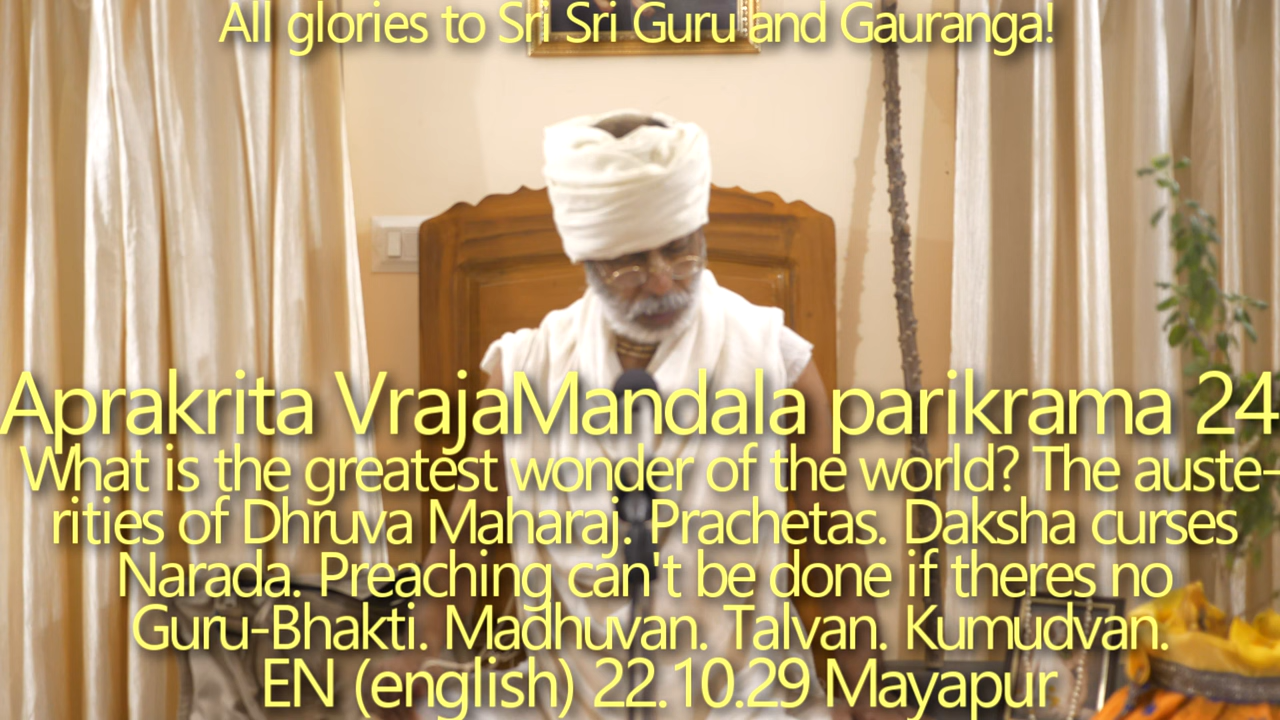 All glories to Sri Sri Guru and Gauranga!
Aprakrita VrajaMandala parikrama 24
What is the greatest wonder of the world? The auste-
rities of Dhruva Maharaj. Prachetas. Daksha curses
Narada. Preaching can't be done if theres no
Guru-Bhakti. Madhuvan. Talvan. Kumudvan.
EN (english) 22.10.29 Mayapur